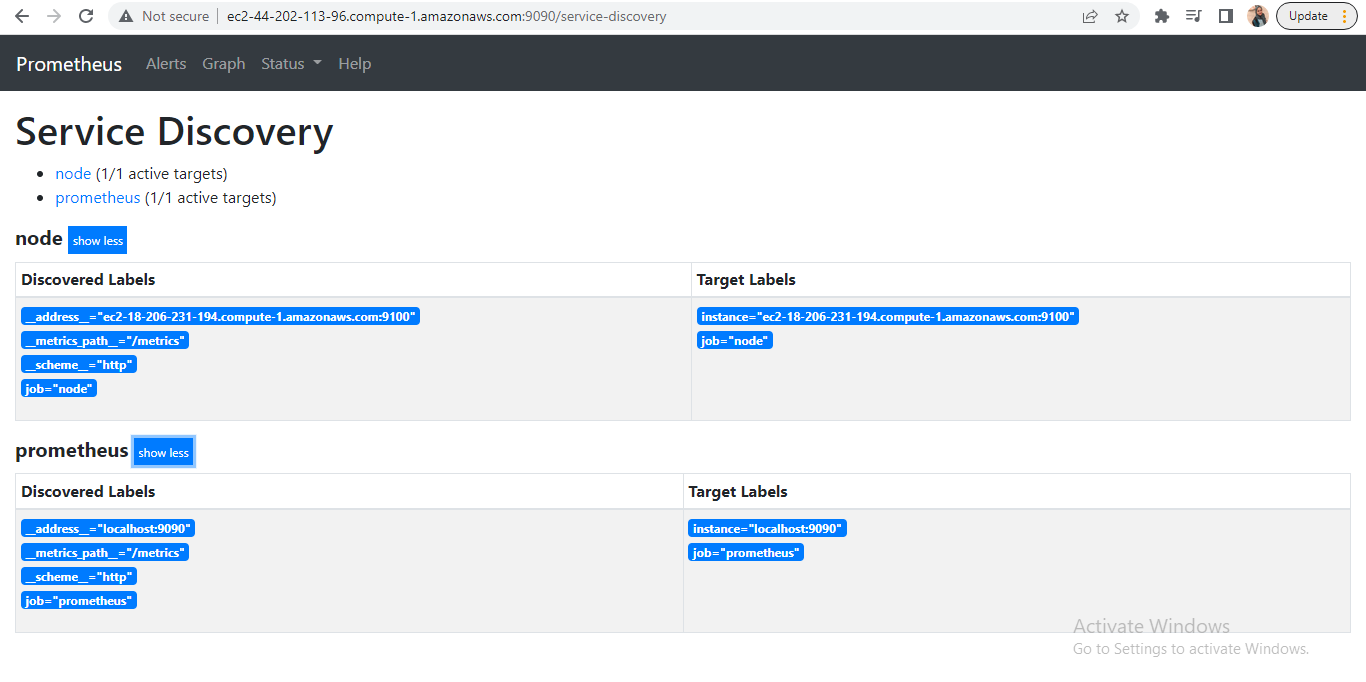 Not secure | ec2-44-202-113-96.compute-1.amazonaws.com:9090/service-discovery Update
Prometheus Alerts Graph Status Help
Service Discovery
node (1/1 active targets)
prometheus (1/1 active targets)
node show less
Discovered Labels Target Labels
__address__="ec2-18-206-231-194.compute-1.amazonaws.com:9100" instance="ec2-18-206-231-194.compute-1.amazonaws.com:9100"
__metrics_path__="/metrics" job="node"
__scheme__="http"
job="node"
prometheus show less
Discovered Labels Target Labels
__address__="localhost:9090" instance="localhost:9090"
__metrics_path__="/metrics" job="prometheus"
__scheme__="http"
job="prometheus"
Activate Windows
Go to Settings to activate Windows.